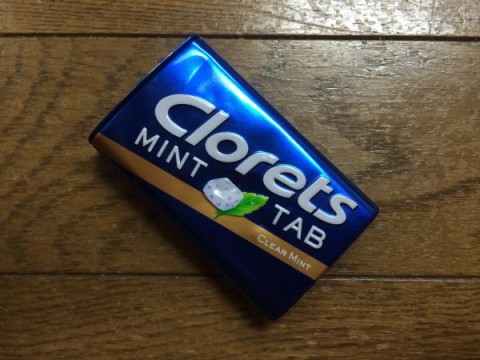 Clorets
MINT TAB
CLEAR MINT